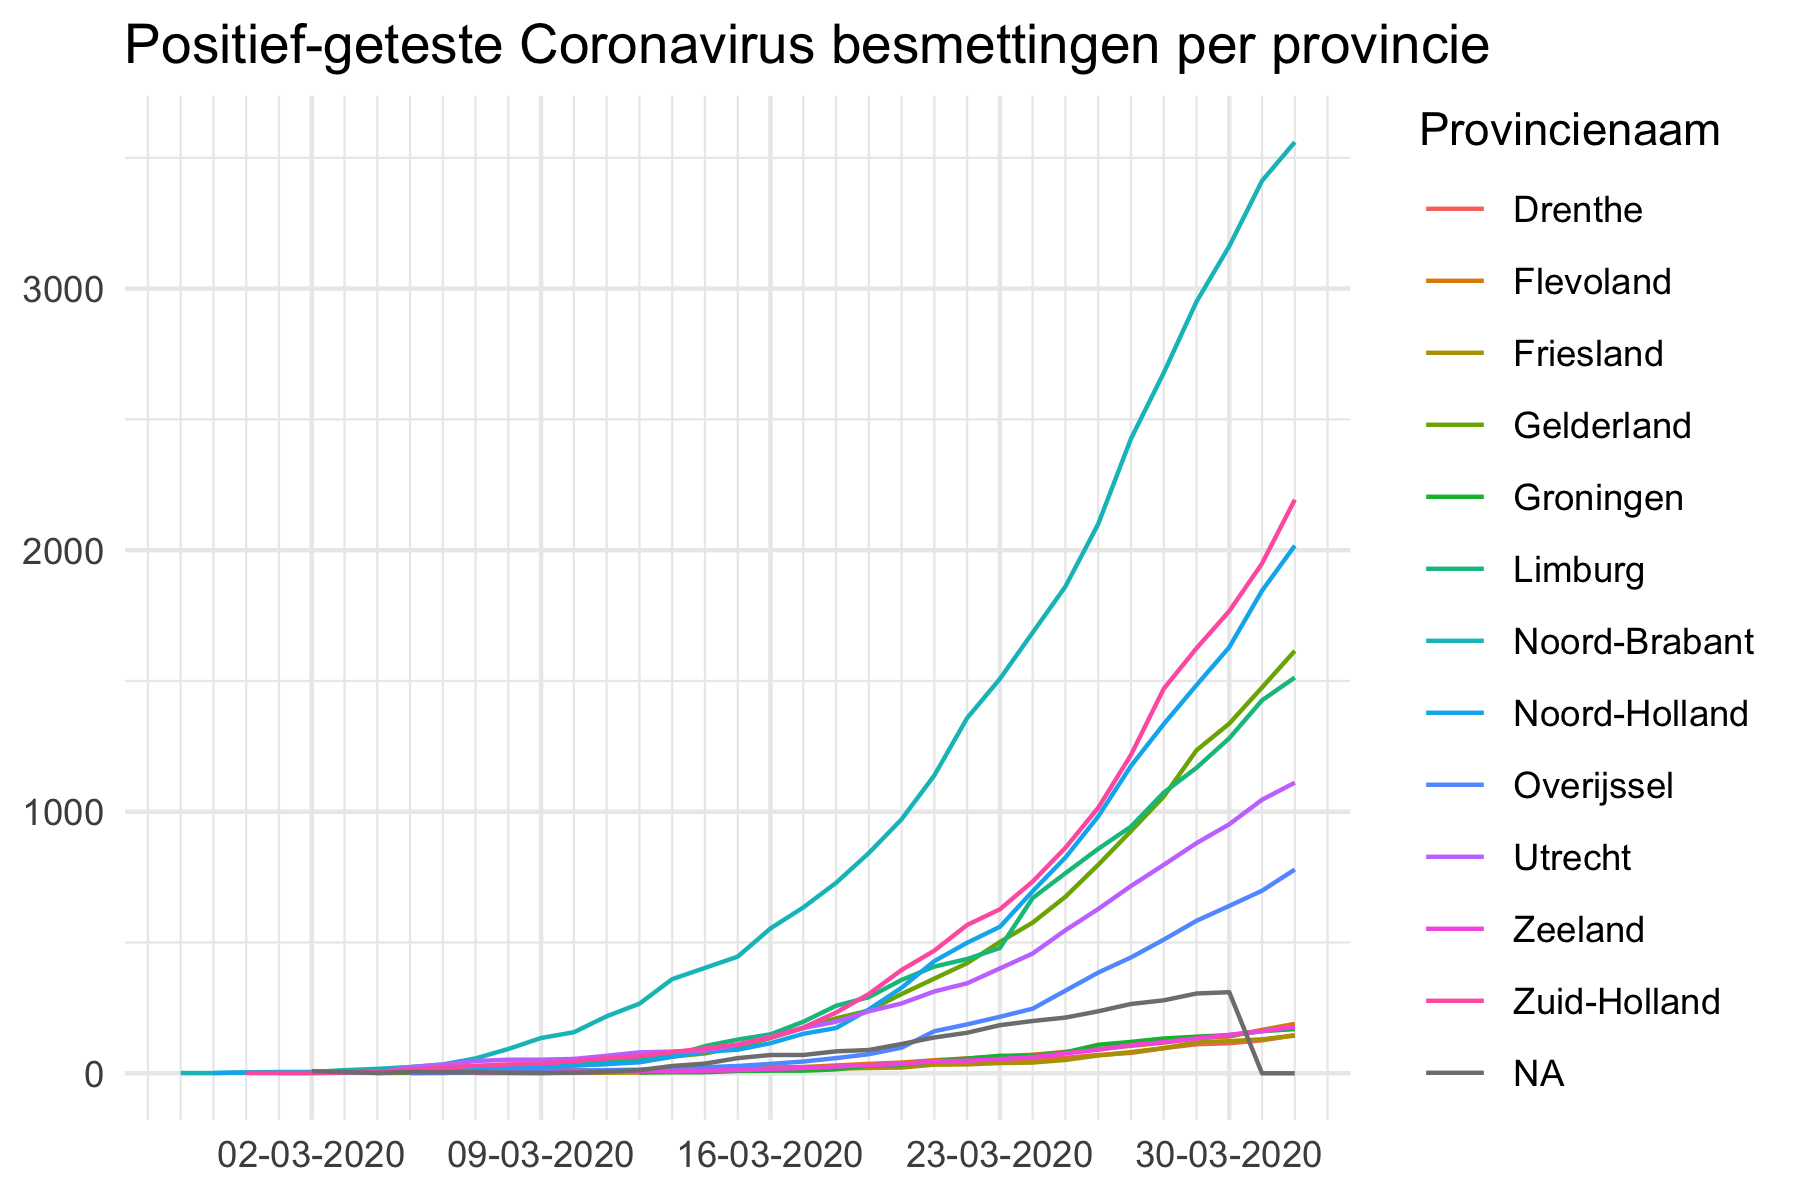 Positief-geteste Coronavirus besmettingen per provincie
3000
2000
1000
0
02-03-2020 09-03-2020 16-03-2020 23-03-2020 30-03-2020
Provincienaam
Drenthe
Flevoland
Friesland
Gelderland
Groningen
Limburg
Noord-Brabant
Noord-Holland
Overijssel
Utrecht
Zeeland
Zuid-Holland
NA